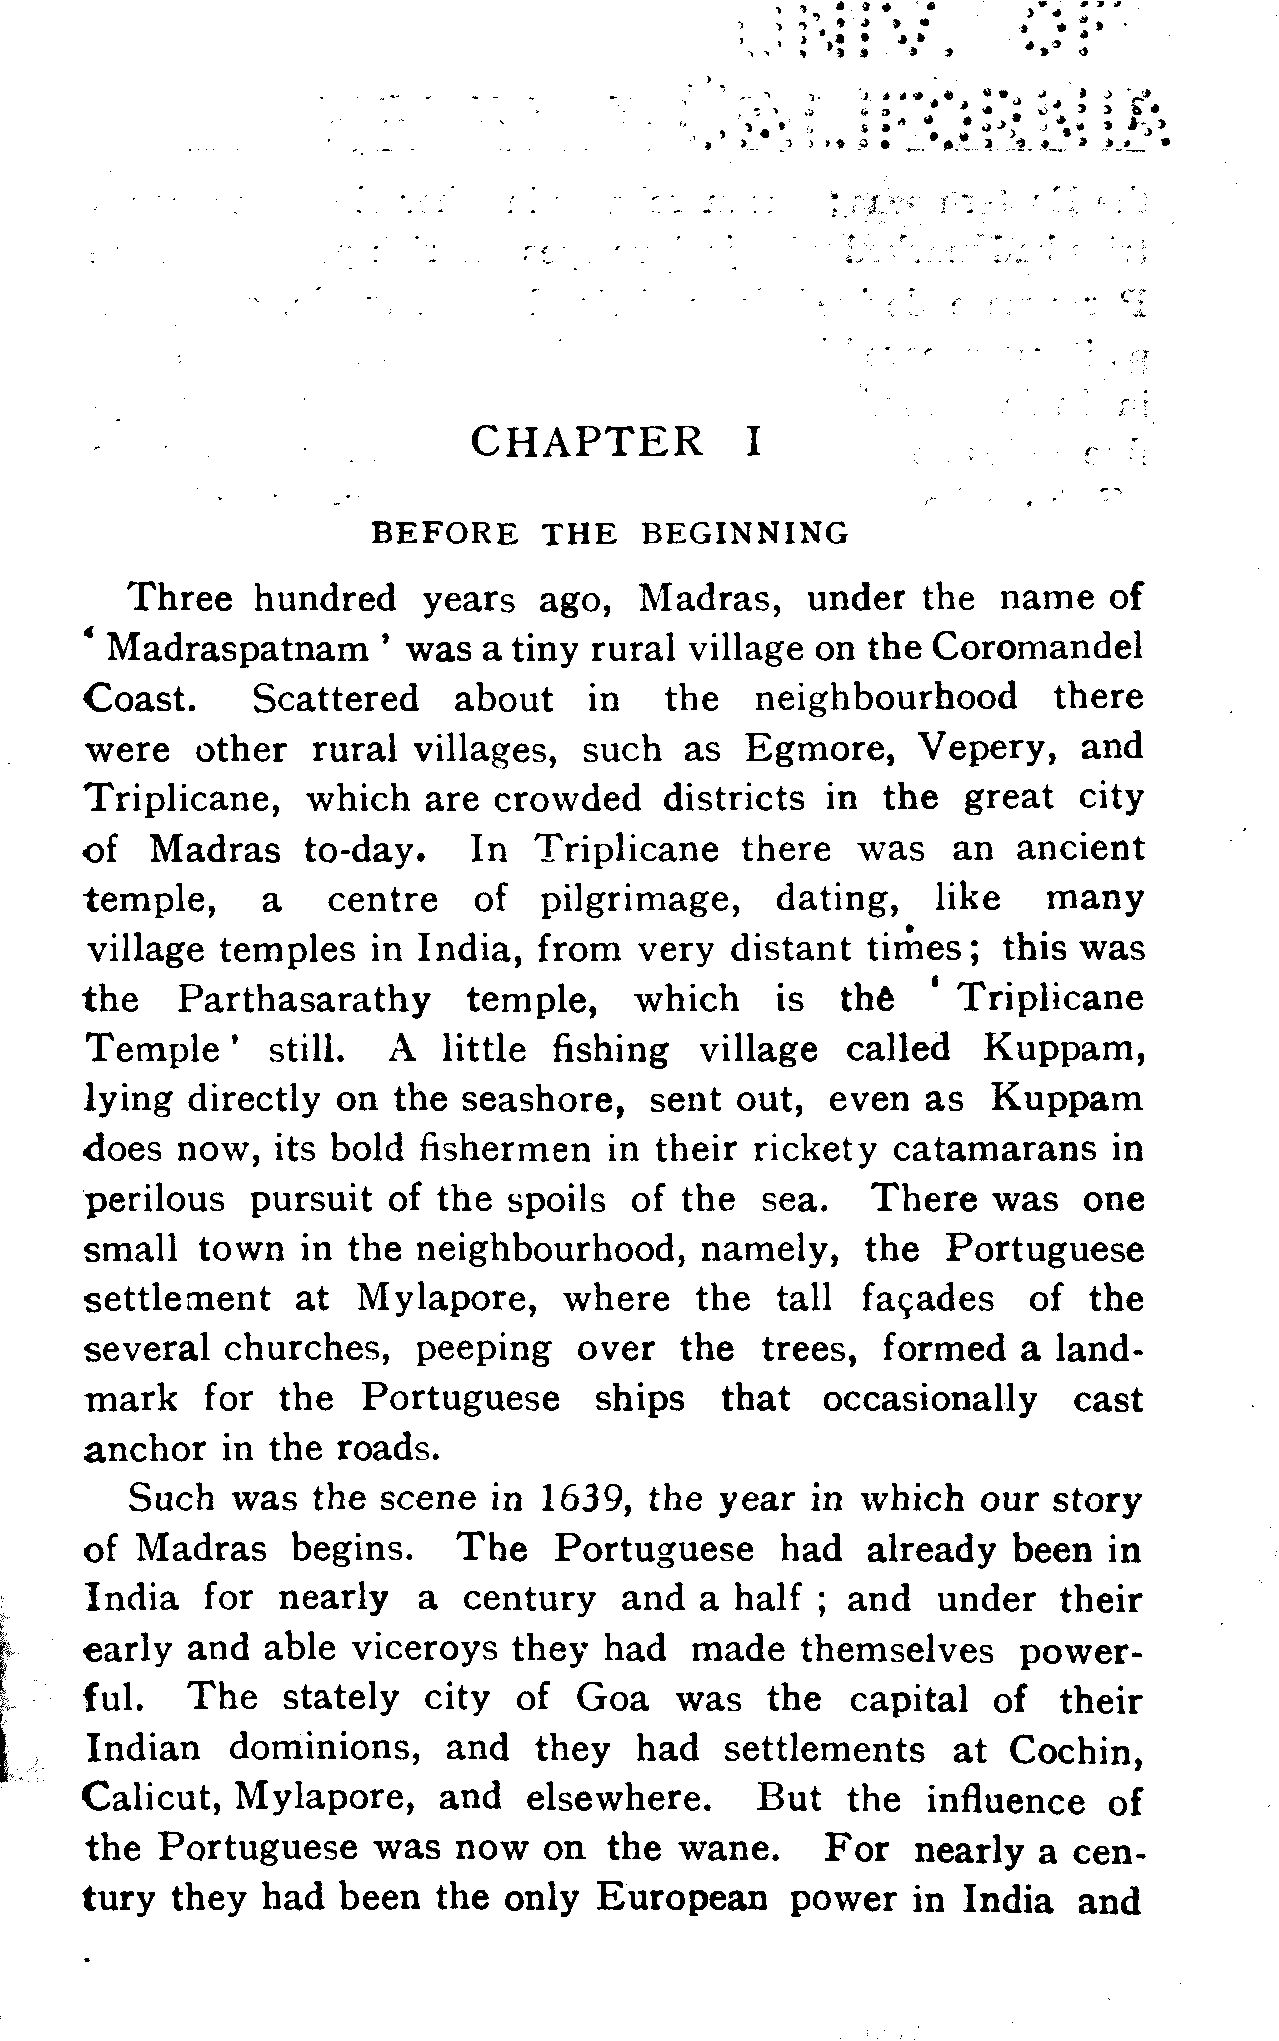 UNIV. OF
CALIFORNIA
CHAPTER I
BEFORE THE BEGINNING
Three hundred years ago, Madras, under the name of
‘ Madraspatnam ’ was a tiny rural village on the Coromandel
Coast. Scattered about in the neighbourhood there
were other rural villages, such as Egmore, Vepery, and
Triplicane, which are crowded districts in the great city
of Madras to-day. In Triplicane there was an ancient
temple, a centre of pilgrimage, dating, like many
village temples in India, from very distant times; this was
the Parthasarathy temple, which is the ‘ Triplicane
Temple ’ still. A little fishing village called Kuppam,
lying directly on the seashore, sent out, even as Kuppam
does now, its bold fishermen in their rickety catamarans in
perilous pursuit of the spoils of the sea. There was one
small town in the neighbourhood, namely, the Portuguese
settlement at Mylapore, where the tall façades of the
several churches, peeping over the trees, formed a land-
mark for the Portuguese ships that occasionally cast
anchor in the roads.
Such was the scene in 1639, the year in which our story
of Madras begins. The Portuguese had already been in
India for nearly a century and a half ; and under their
early and able viceroys they had made themselves power-
ful. The stately city of Goa was the capital of their
Indian dominions, and they had settlements at Cochin,
Calicut, Mylapore, and elsewhere. But the influence of
the Portuguese was now on the wane. For nearly a cen-
tury they had been the only European power in India and